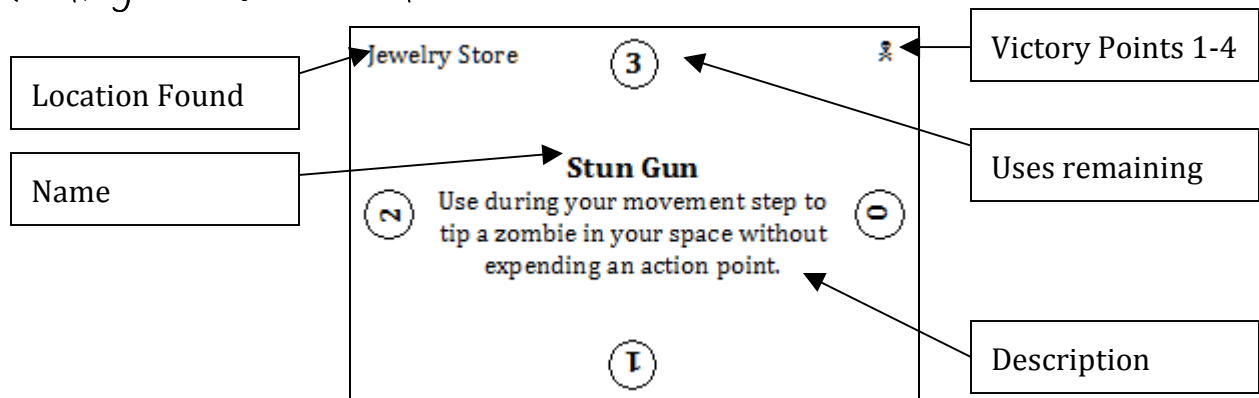 Jewelry Store
3
Victory Points 1-4
Location Found
Uses remaining
Name
Stun Gun
2
Use during your movement step to
0
tip a zombie in your space without
expending an action point.
Description
1